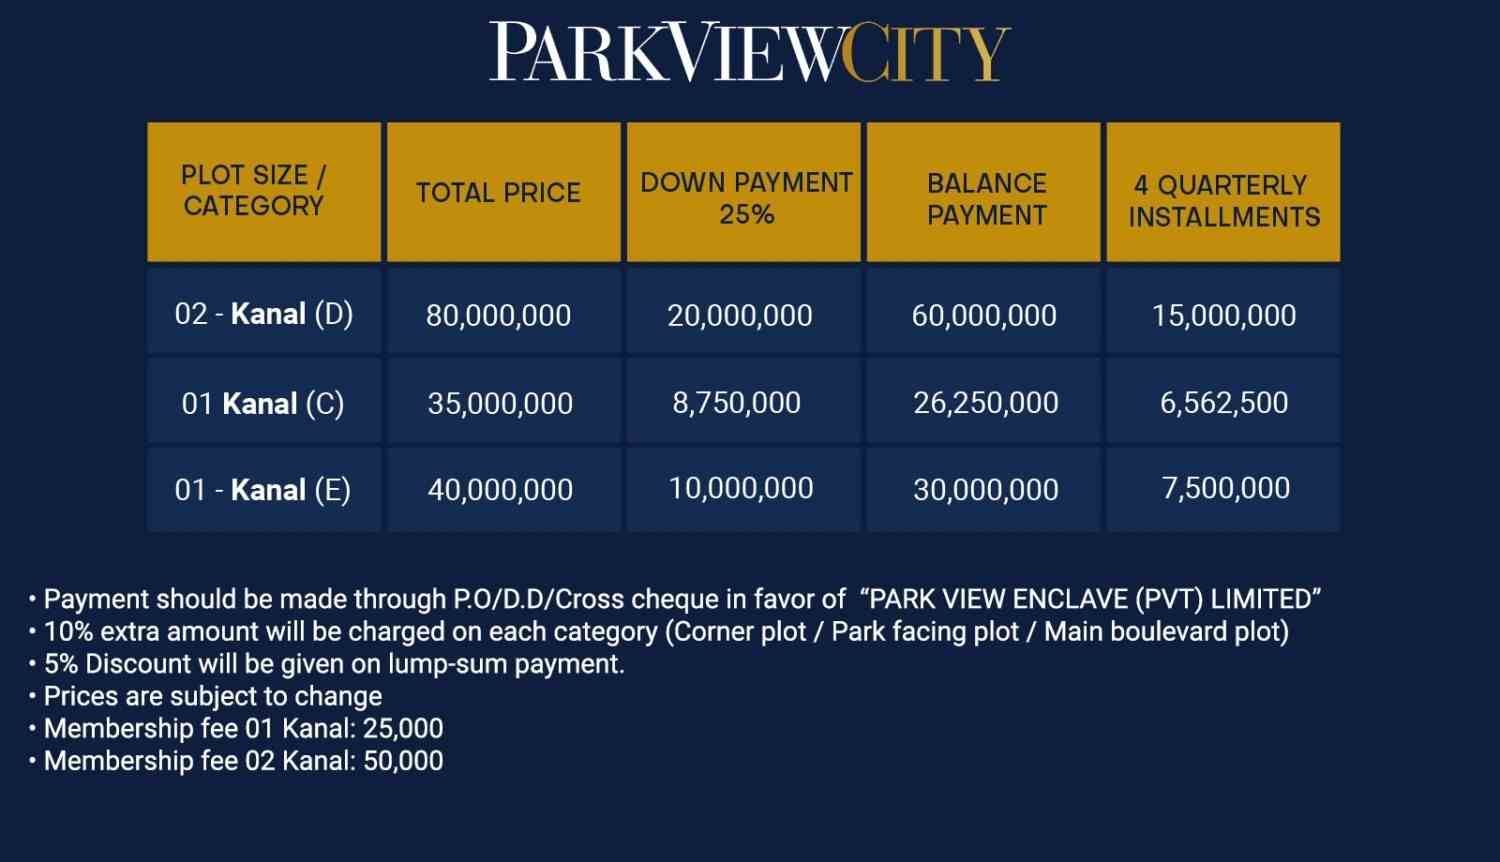 PARKVIEWCITY
PLOT SIZE /
CATEGORY
TOTAL PRICE
DOWN PAYMENT
25%
BALANCE
PAYMENT
4 QUARTERLY
INSTALLMENTS
02 - Kanal (D) 80,000,000 20,000,000 60,000,000 15,000,000
01 Kanal (C) 35,000,000 8,750,000 26,250,000 6,562,500
01 - Kanal (E) 40,000,000 10,000,000 30,000,000 7,500,000
• Payment should be made through P.O/D.D/Cross cheque in favor of “PARK VIEW ENCLAVE (PVT) LIMITED”
• 10% extra amount will be charged on each category (Corner plot / Park facing plot / Main boulevard plot)
• 5% Discount will be given on lump-sum payment.
• Prices are subject to change
• Membership fee 01 Kanal: 25,000
• Membership fee 02 Kanal: 50,000